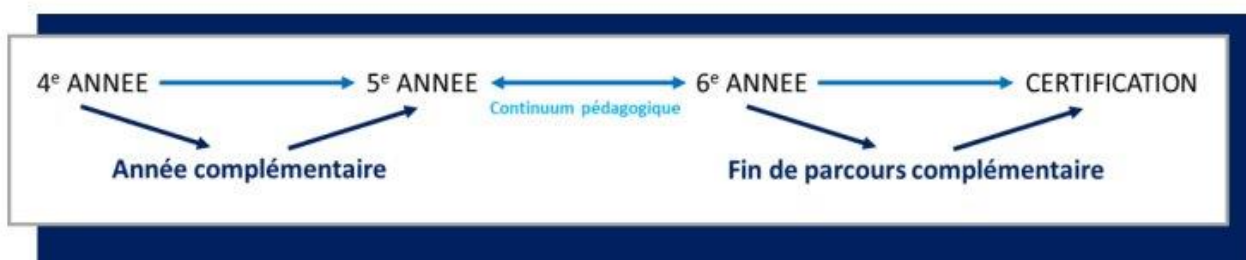 4e ANNEE 5e ANNEE 6e ANNEE CERTIFICATION
Continuum pédagogique
Année complémentaire Fin de parcours complémentaire